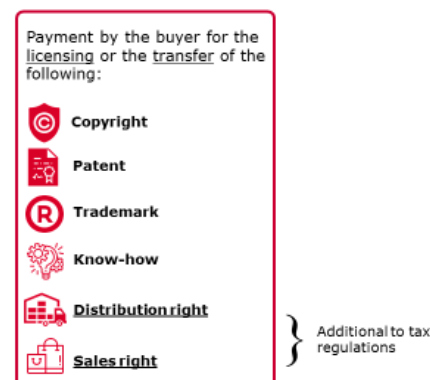 Payment by the buyer for the
licensing or the transfer of the
following:
© Copyright
Patent
® Trademark
Know-how
Distribution right
Sales right
Additional to tax
regulations